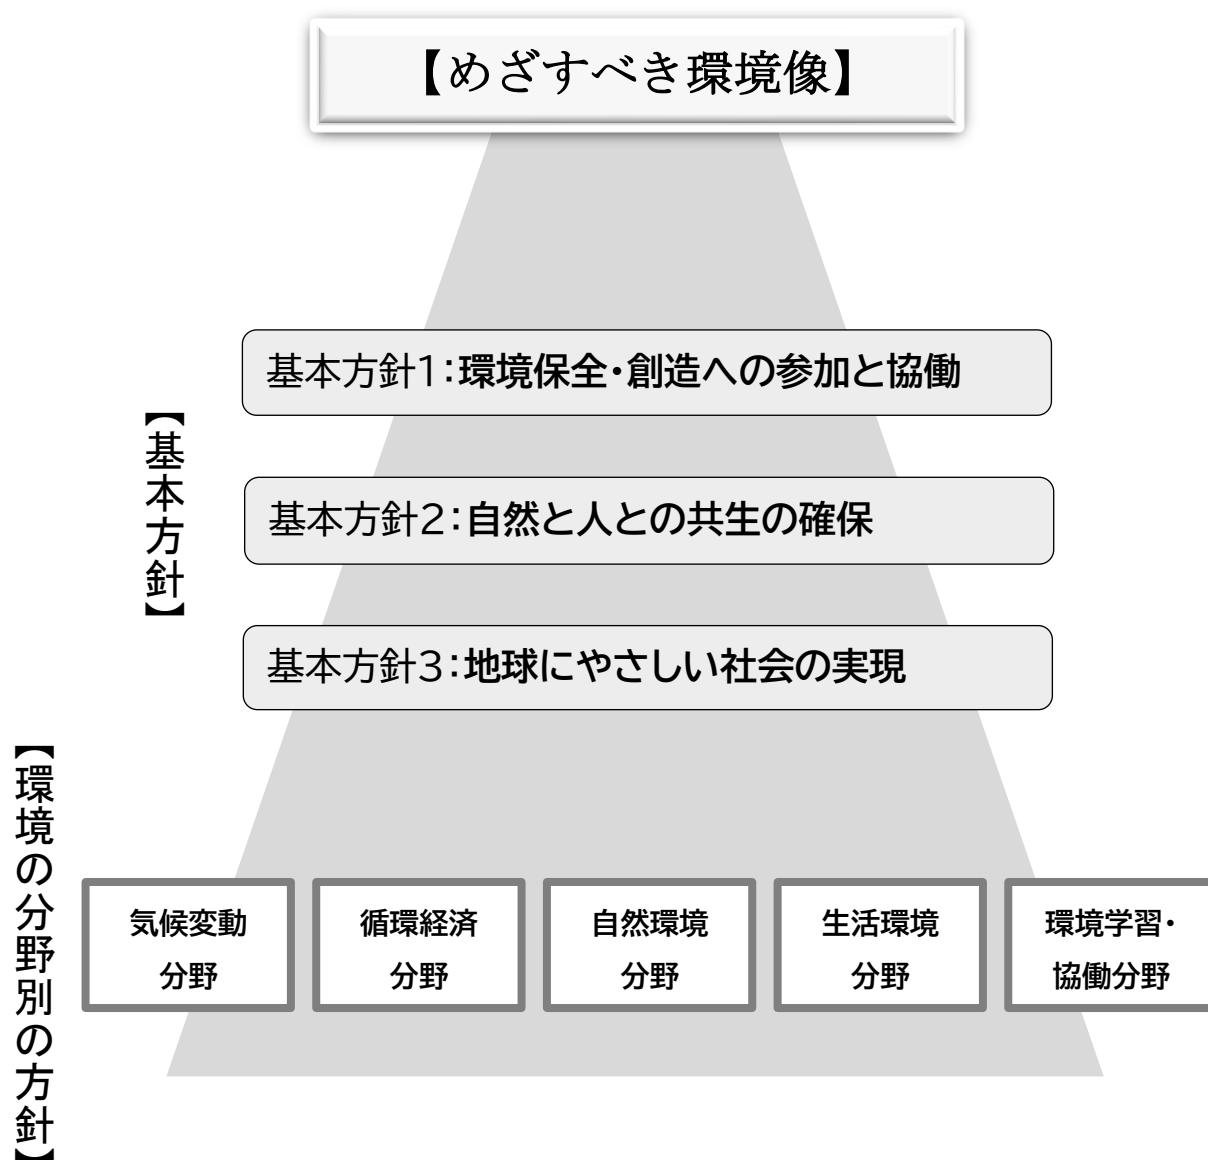 【めざすべき環境像】
【基本方針】
基本方針1：環境保全・創造への参加と協働
基本方針2：自然と人との共生の確保
基本方針3：地球にやさしい社会の実現
【環境の分野別の方針】
気候変動
分野
循環経済
分野
自然環境
分野
生活環境
分野
環境学習・
協働分野